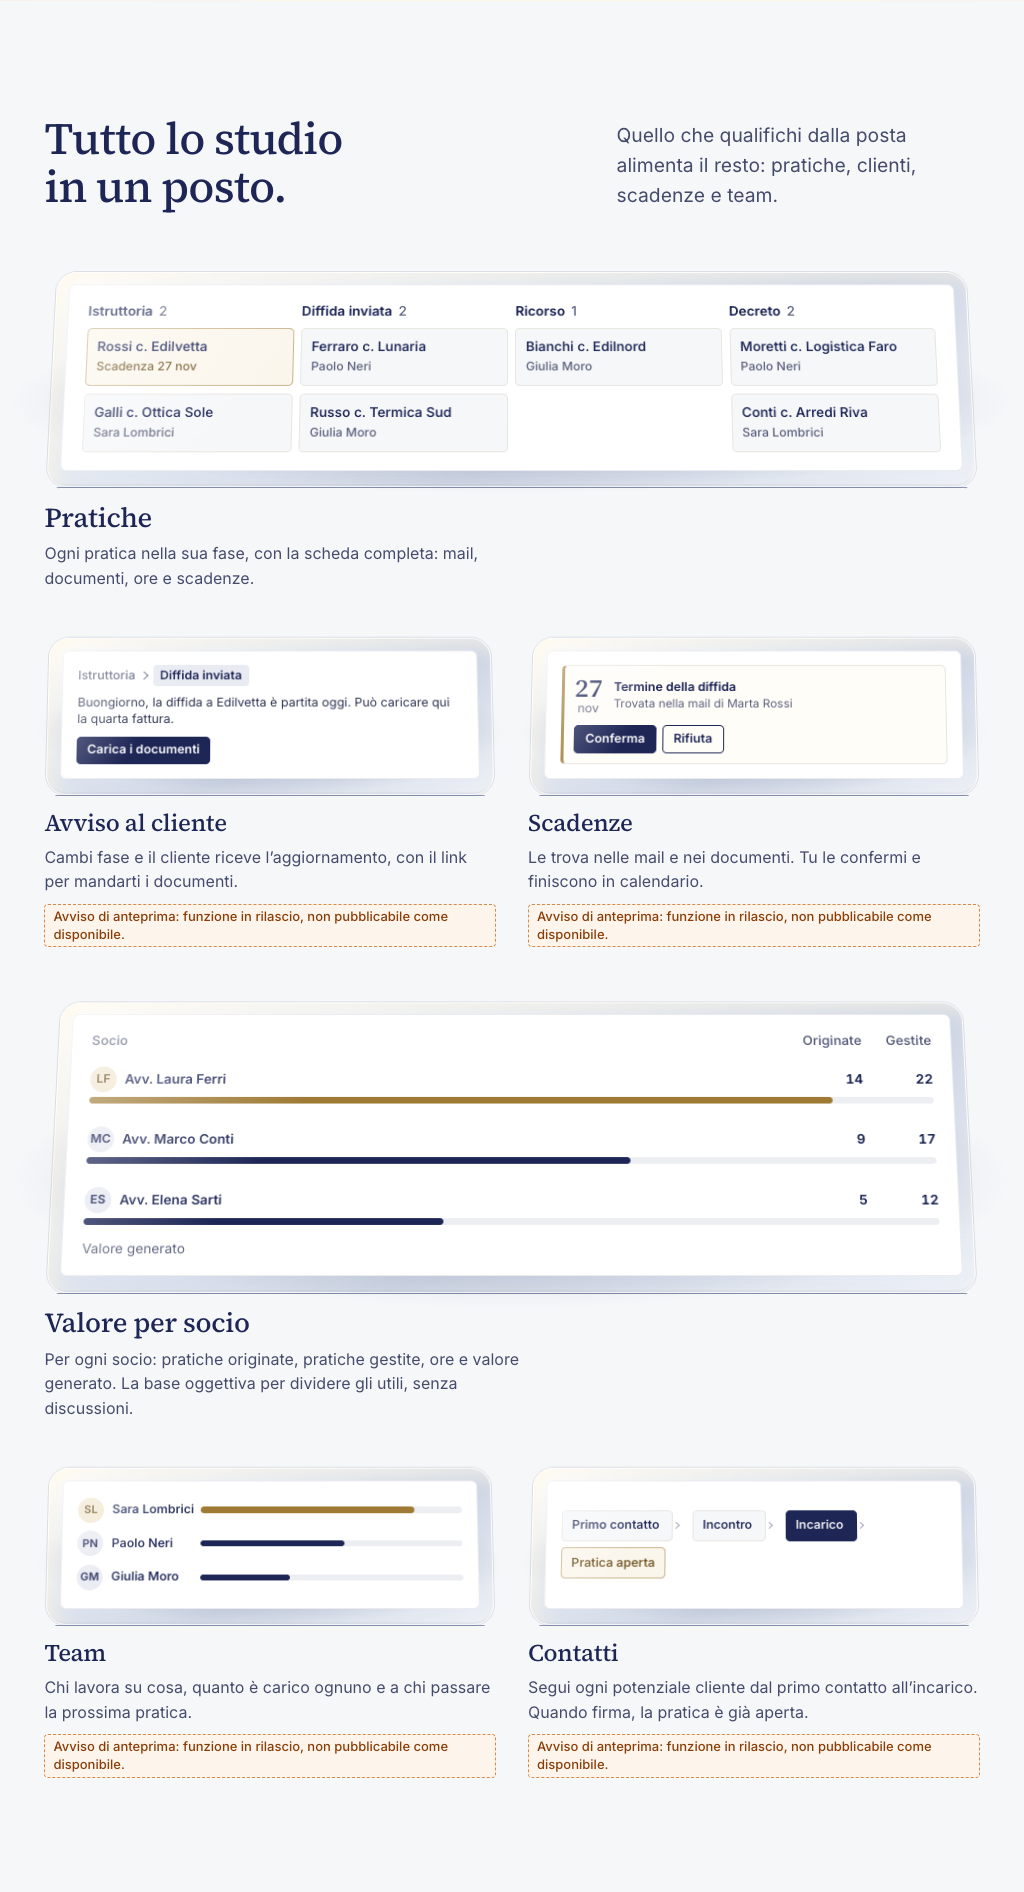 Tutto lo studio
in un posto.
Quello che qualifichi dalla posta
alimenta il resto: pratiche, clienti,
scadenze e team.
Istruttoria 2
Diffida inviata 2
Ricorso 1
Decreto 2
Rossi c. Edilvetta
Scadenza 27 nov
Ferraro c. Lunaria
Paolo Neri
Bianchi c. Edilnord
Giulia Moro
Moretti c. Logistica Faro
Paolo Neri
Galli c. Ottica Sole
Sara Lombrici
Russo c. Termica Sud
Giulia Moro
Conti c. Arredi Riva
Sara Lombrici
Pratiche
Ogni pratica nella sua fase, con la scheda completa: mail,
documenti, ore e scadenze.
Istruttoria > Diffida inviata
Buongiorno, la diffida a Edilvetta è partita oggi. Può caricare qui
la quarta fattura.
Carica i documenti
Avviso al cliente
Cambi fase e il cliente riceve l’aggiornamento, con il link
per mandarti i documenti.
Avviso di anteprima: funzione in rilascio, non pubblicabile come
disponibile.
27
nov
Termine della diffida
Trovata nella mail di Marta Rossi
Conferma
Rifiuta
Scadenze
Le trova nelle mail e nei documenti. Tu le confermi e
finiscono in calendario.
Avviso di anteprima: funzione in rilascio, non pubblicabile come
disponibile.
Socio
Originate
Gestite
LF Avv. Laura Ferri 14 22
MC Avv. Marco Conti 9 17
ES Avv. Elena Sarti 5 12
Valore generato
Valore per socio
Per ogni socio: pratiche originate, pratiche gestite, ore e valore
generato. La base oggettiva per dividere gli utili, senza
discussioni.
SL Sara Lombrici
PN Paolo Neri
GM Giulia Moro
Team
Chi lavora su cosa, quanto è carico ognuno e a chi passare
la prossima pratica.
Avviso di anteprima: funzione in rilascio, non pubblicabile come
disponibile.
Primo contatto > Incontro > Incarico >
Pratica aperta
Contatti
Segui ogni potenziale cliente dal primo contatto all’incarico.
Quando firma, la pratica è già aperta.
Avviso di anteprima: funzione in rilascio, non pubblicabile come
disponibile.